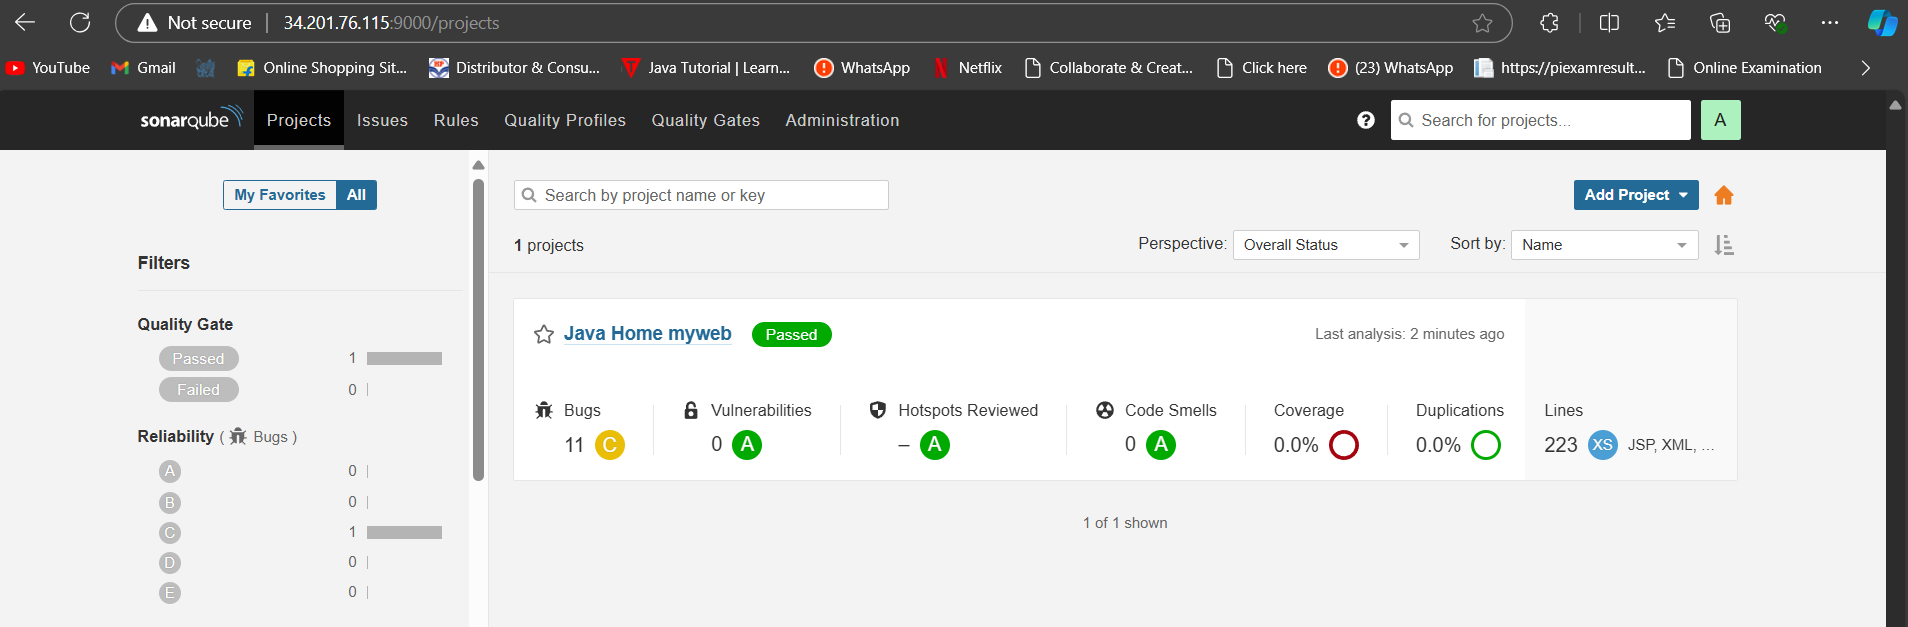 Not secure 34.201.76.115:9000/projects
YouTube Gmail Online Shopping Sit... Distributor & Consu... Java Tutorial | Learn... WhatsApp Netflix Collaborate & Creat... Click here (23) WhatsApp https://piexamresult... Online Examination
sonarqube Projects Issues Rules Quality Profiles Quality Gates Administration ? Search for projects... A
My Favorites All
Filters
Quality Gate
Passed 1
Failed 0
Reliability ( Bugs )
A 0
B 0
C 1
D 0
E 0
Search by project name or key Add Project
1 projects Perspective: Overall Status Sort by: Name
Java Home myweb Passed Last analysis: 2 minutes ago
Bugs Vulnerabilities Hotspots Reviewed Code Smells Coverage Duplications Lines
11 C 0 A – A 0 A 0.0% 0.0% 223 XS JSP, XML, ...
1 of 1 shown